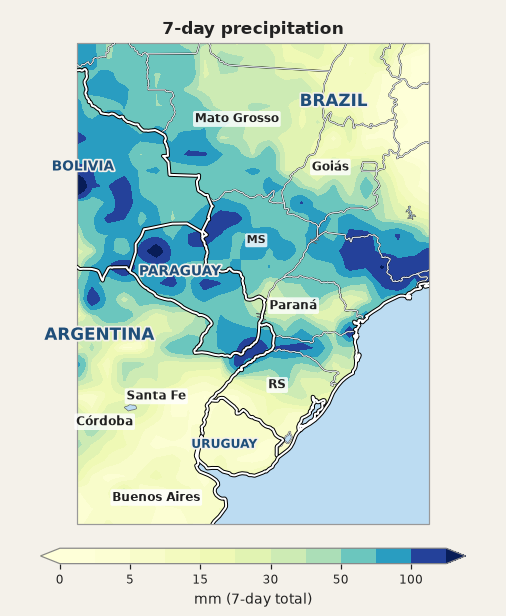 7-day precipitation
BRAZIL
Mato Grosso
BOLIVIA
Goiás
MS
PARAGUAY
Paraná
ARGENTINA
RS
Santa Fe
Córdoba
URUGUAY
Buenos Aires
0 5 15 30 50 100
mm (7-day total)